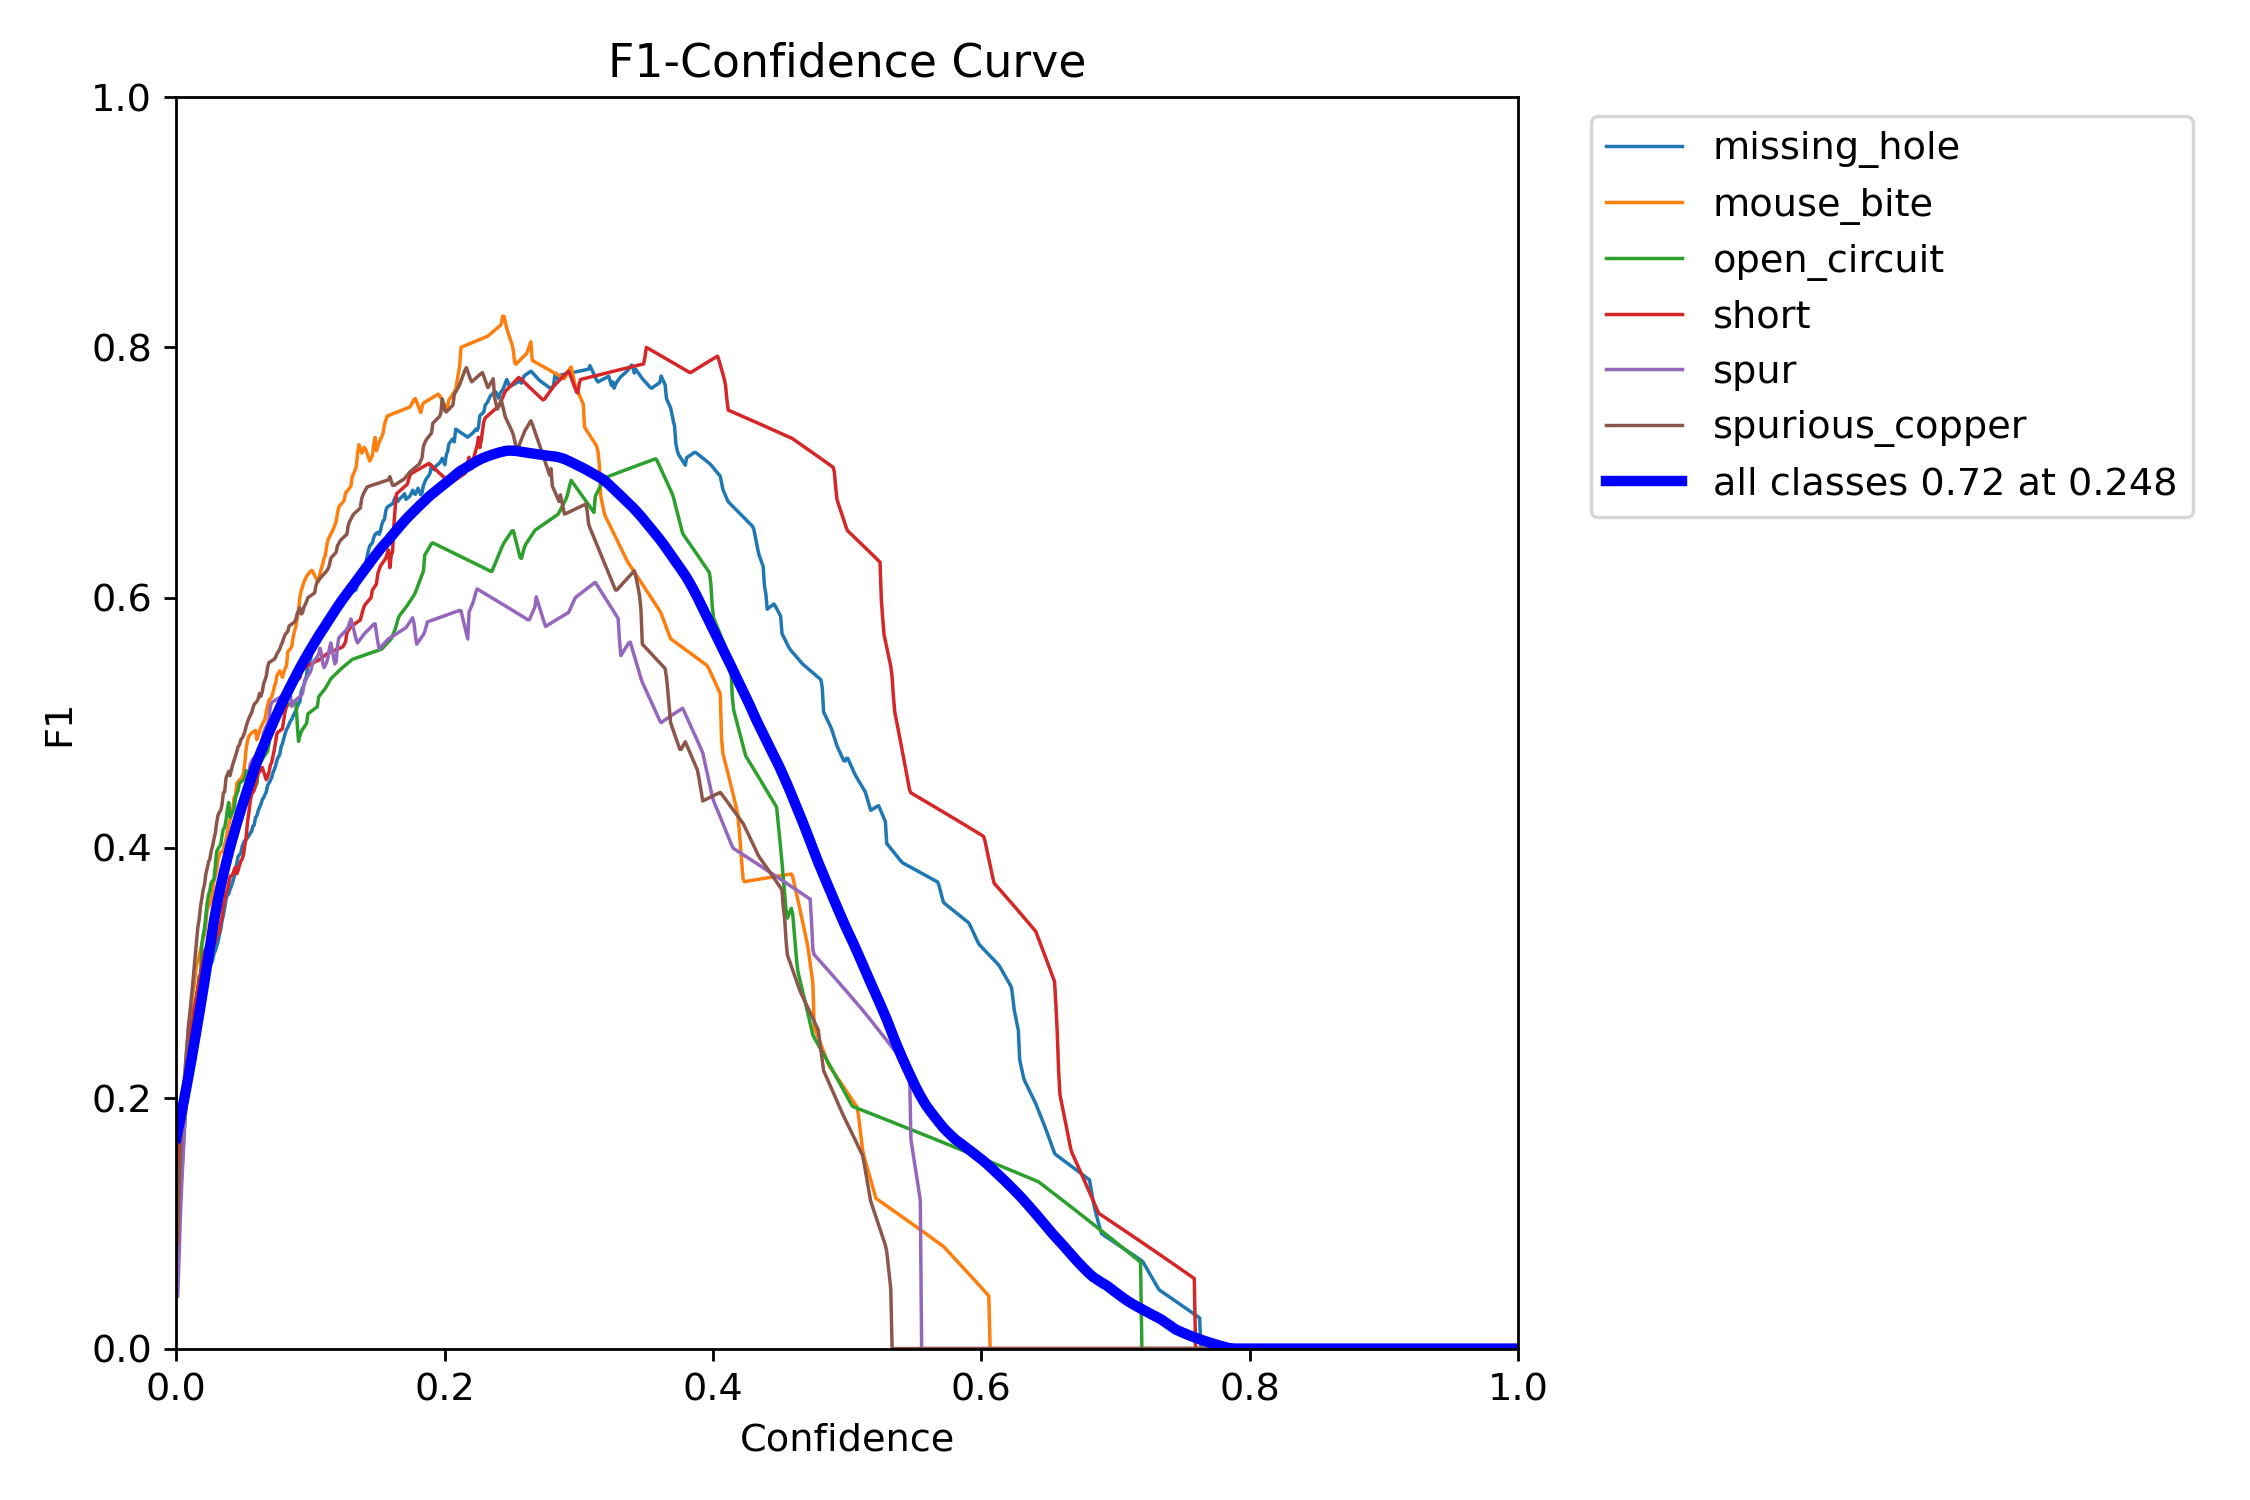 F1-Confidence Curve
1.0
0.8
0.6
0.4
0.2
0.0
F1
0.0 0.2 0.4 0.6 0.8 1.0
Confidence
missing_hole
mouse_bite
open_circuit
short
spur
spurious_copper
all classes 0.72 at 0.248